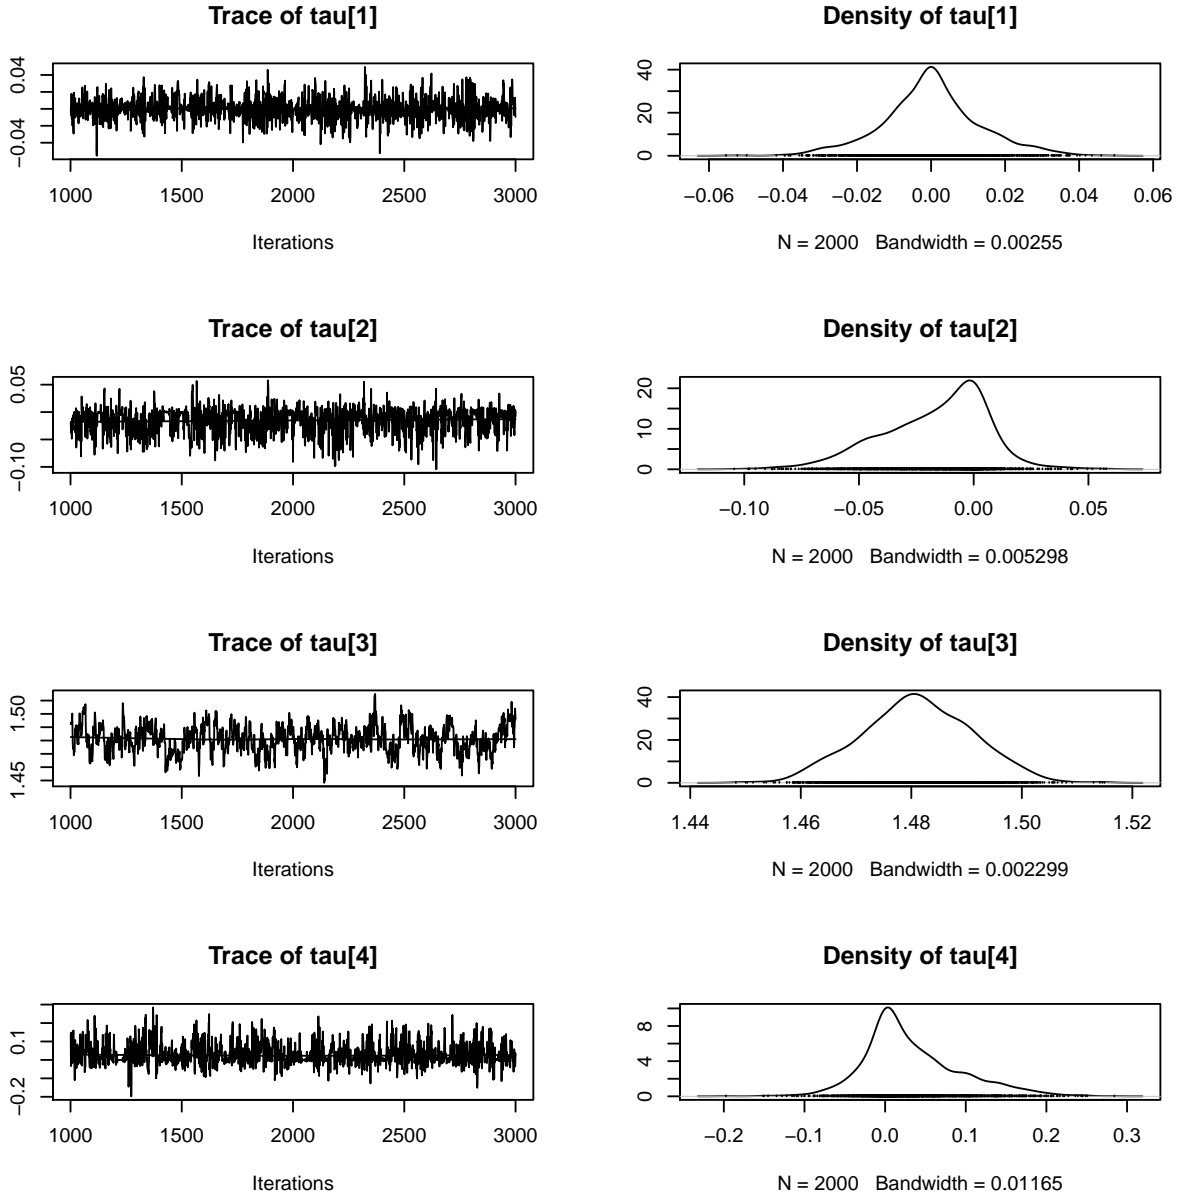 Trace of tau[1]
−0.04 0.04
1000 1500 2000 2500 3000
Iterations
Density of tau[1]
0 20 40
−0.06 −0.04 −0.02 0.00 0.02 0.04 0.06
N = 2000 Bandwidth = 0.00255
Trace of tau[2]
−0.10 0.05
1000 1500 2000 2500 3000
Iterations
Density of tau[2]
0 10 20
−0.10 −0.05 0.00 0.05
N = 2000 Bandwidth = 0.005298
Trace of tau[3]
1.45 1.50
1000 1500 2000 2500 3000
Iterations
Density of tau[3]
0 20 40
1.44 1.46 1.48 1.50 1.52
N = 2000 Bandwidth = 0.002299
Trace of tau[4]
−0.2 0.1
1000 1500 2000 2500 3000
Iterations
Density of tau[4]
0 4 8
−0.2 −0.1 0.0 0.1 0.2 0.3
N = 2000 Bandwidth = 0.01165